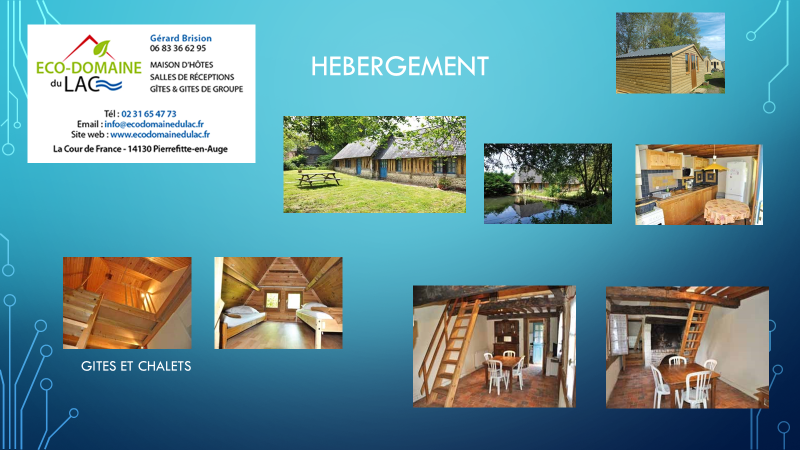 Gérard Brision
06 83 36 62 95
ECO-DOMAINE
du LAC
MAISON D'HÔTES
SALLES DE RÉCEPTIONS
GÎTES & GITES DE GROUPE
Tél : 02 31 65 47 73
Email : info@ecodomainedulac.fr
Site web : www.ecodomainedulac.fr
La Cour de France - 14130 Pierrefitte-en-Auge
HEBERGEMENT
GITES ET CHALETS